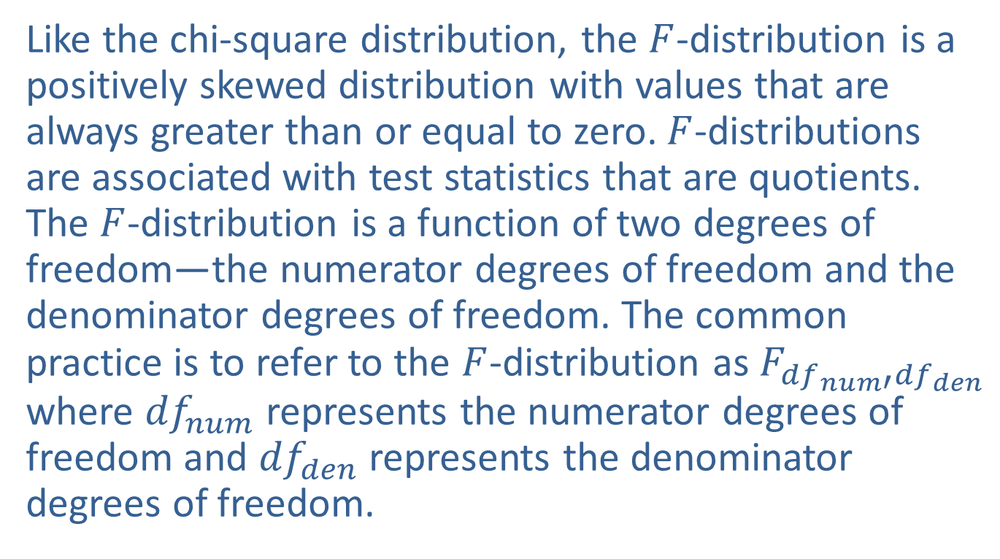 Like the chi-square distribution, the F-distribution is a
positively skewed distribution with values that are
always greater than or equal to zero. F-distributions
are associated with test statistics that are quotients.
The F-distribution is a function of two degrees of
freedom—the numerator degrees of freedom and the
denominator degrees of freedom. The common
practice is to refer to the F-distribution as F_{df_{num},df_{den}}
where df_{num} represents the numerator degrees of
freedom and df_{den} represents the denominator
degrees of freedom.